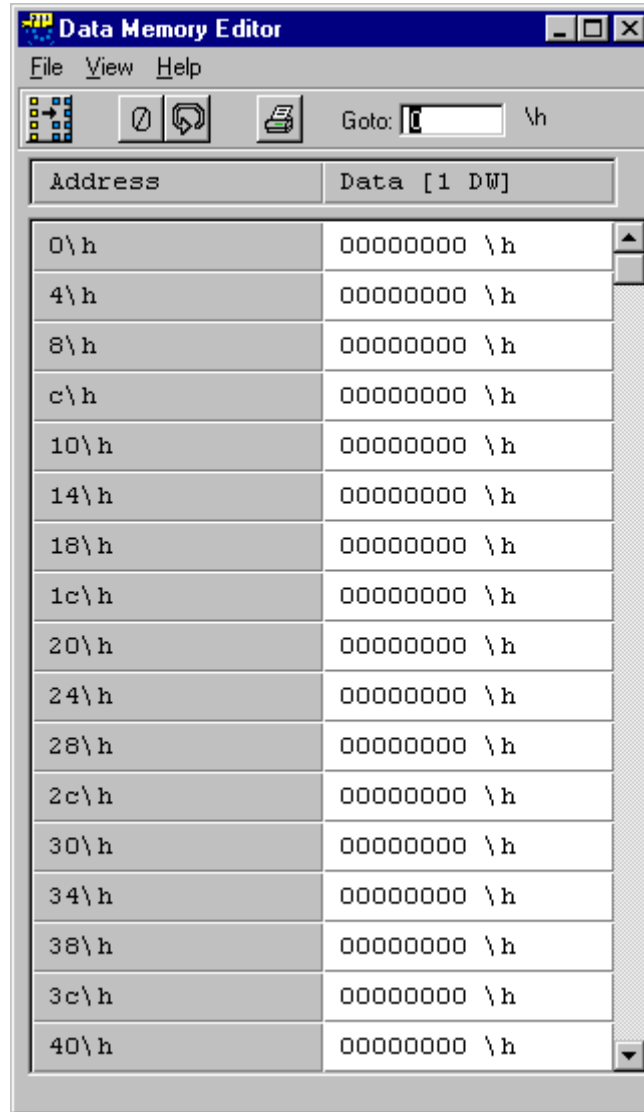 Data Memory Editor
File View Help
Goto: 0 \h
Address Data [1 DW]
0\h 00000000 \h
4\h 00000000 \h
8\h 00000000 \h
c\h 00000000 \h
10\h 00000000 \h
14\h 00000000 \h
18\h 00000000 \h
1c\h 00000000 \h
20\h 00000000 \h
24\h 00000000 \h
28\h 00000000 \h
2c\h 00000000 \h
30\h 00000000 \h
34\h 00000000 \h
38\h 00000000 \h
3c\h 00000000 \h
40\h 00000000 \h